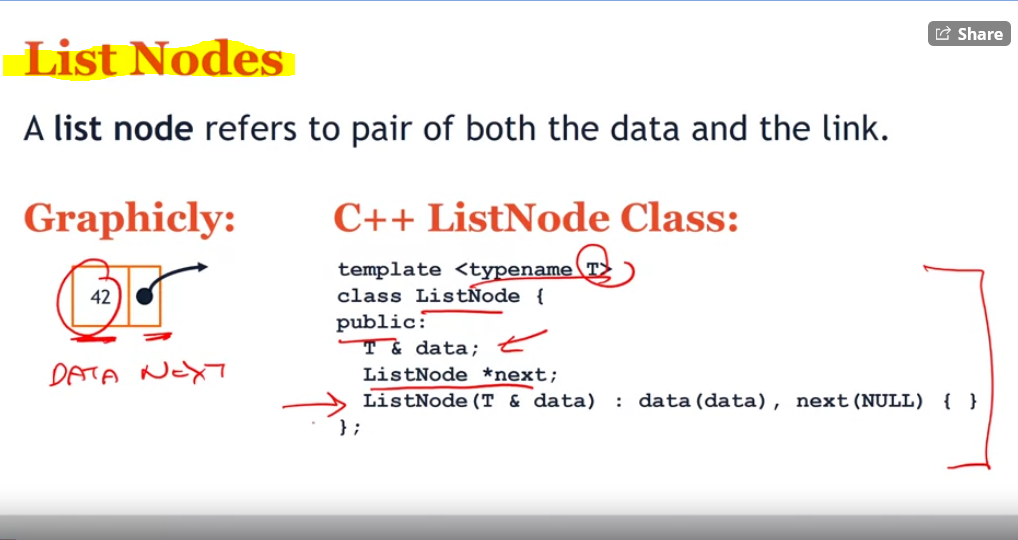 Share
List Nodes
A list node refers to pair of both the data and the link.
Graphicly:
42
DATA NEXT
C++ ListNode Class:
template <typename T>
class ListNode {
public:
T & data;
ListNode *next;
ListNode(T & data) : data(data), next(NULL) { }
};